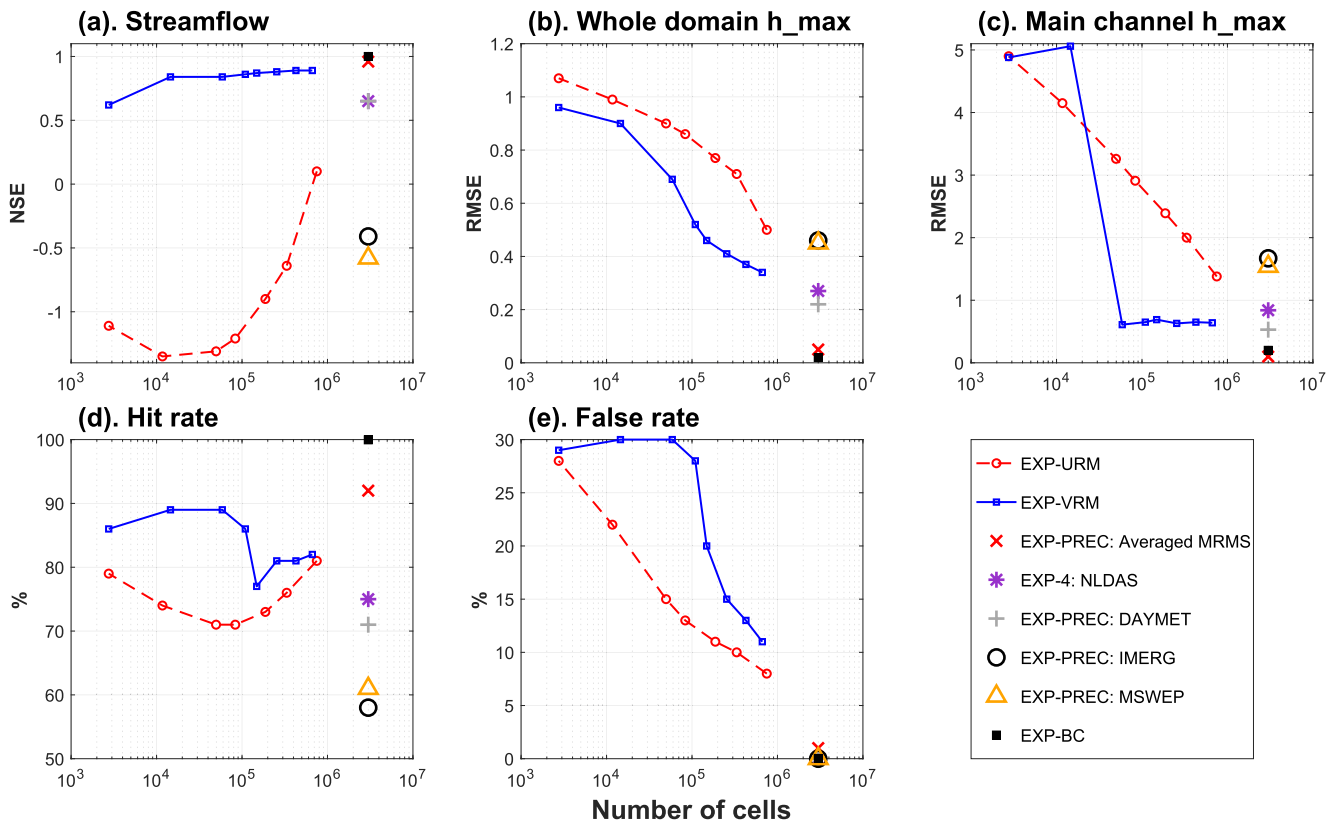 (a). Streamflow
NSE
1
0.5
0
-0.5
-1
10^3 10^4 10^5 10^6 10^7
(b). Whole domain h_max
RMSE
1.2
1
0.8
0.6
0.4
0.2
0
10^3 10^4 10^5 10^6 10^7
(c). Main channel h_max
RMSE
5
4
3
2
1
0
10^3 10^4 10^5 10^6 10^7
(d). Hit rate
%
100
90
80
70
60
50
10^3 10^4 10^5 10^6 10^7
(e). False rate
%
30
25
20
15
10
5
0
10^3 10^4 10^5 10^6 10^7
Number of cells
EXP-URM
EXP-VRM
EXP-PREC: Averaged MRMS
EXP-4: NLDAS
EXP-PREC: DAYMET
EXP-PREC: IMERG
EXP-PREC: MSWEP
EXP-BC